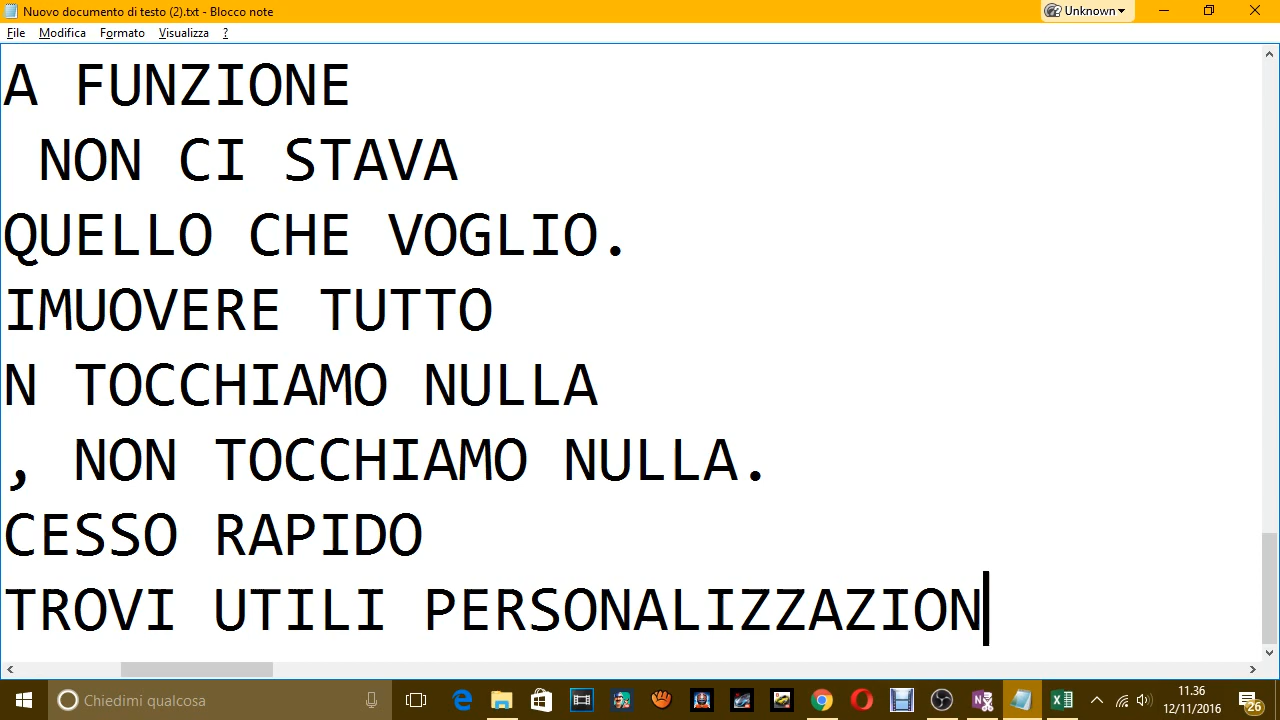 Nuovo documento di testo (2).txt - Blocco note
Unknown
File Modifica Formato Visualizza ?
A FUNZIONE
NON CI STAVA
QUELLO CHE VOGLIO.
IMUOVERE TUTTO
N TOCCHIAMO NULLA
, NON TOCCHIAMO NULLA.
CESSO RAPIDO
TROVI UTILI PERSONALIZZAZION
Chiedimi qualcosa
11.36
12/11/2016
26